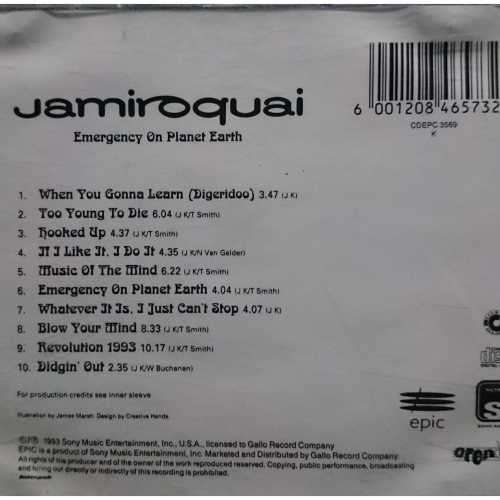 Jamiroquai
Emergency On Planet Earth
6 001208 465732
CDEPC 3569
K
1. When You Gonna Learn (Digeridoo) 3.47 (J K)
2. Too Young To Die 6.04 (J K/T Smith)
3. Hooked Up 4.37 (J K/T Smith)
4. If I Like It, I Do It 4.35 (J K/N Van Gelder)
5. Music Of The Mind 6.22 (J K/T Smith)
6. Emergency On Planet Earth 4.04 (J K/T Smith)
7. Whatever It Is, I Just Can't Stop 4.07 (J K)
8. Blow Your Mind 8.33 (J K/T Smith)
9. Revolution 1993 10.17 (J K/T Smith)
10. Didgin' Out 2.35 (J K/W Buchanan)
For production credits see inner sleeve
Illustration by James Marsh. Design by Creative Hands.
epic
℗© 1993 Sony Music Entertainment, Inc., U.S.A., licensed to Gallo Record Company
EPIC is a product of Sony Music Entertainment, Inc. Marketed and Distributed by Gallo Record Company.
All rights of the producer and of the owner of the work reproduced reserved. Copying, public performance, broadcasting
and hiring out directly or indirectly of this recording is prohibited.